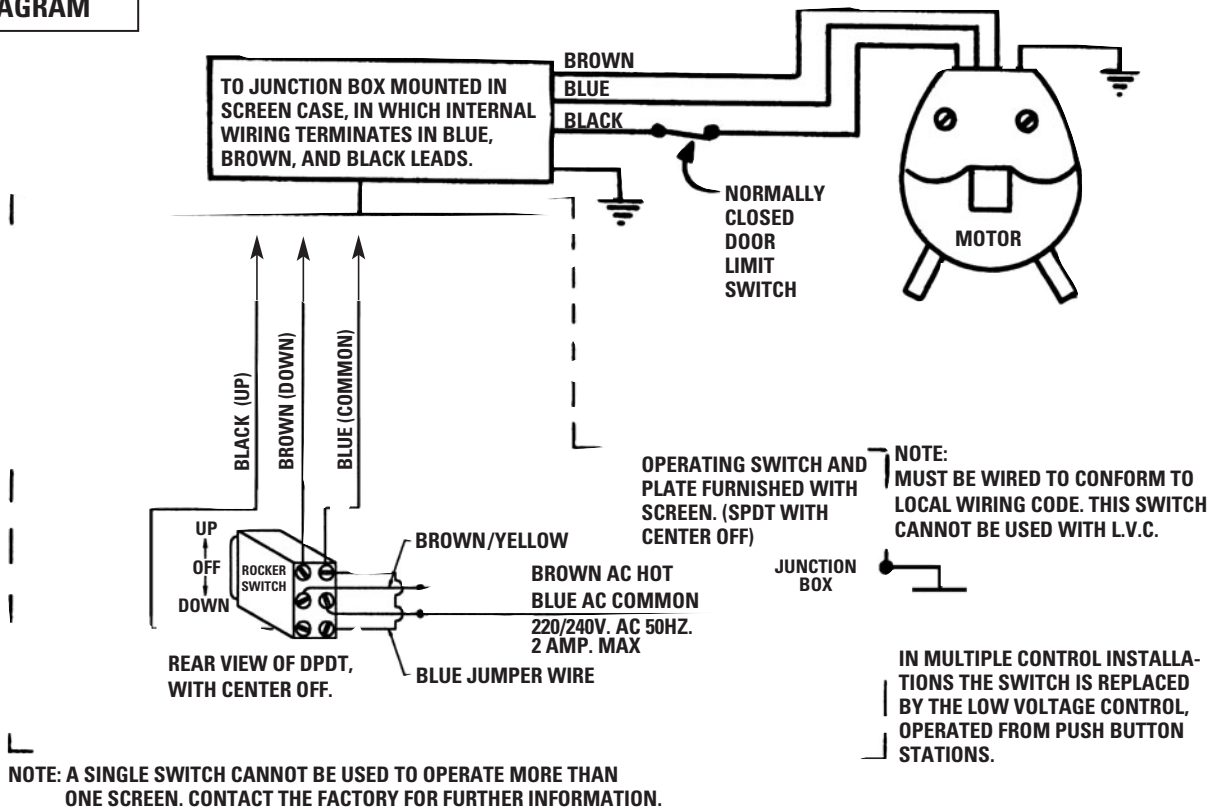 AGRAM
TO JUNCTION BOX MOUNTED IN
SCREEN CASE, IN WHICH INTERNAL
WIRING TERMINATES IN BLUE,
BROWN, AND BLACK LEADS.
BROWN
BLUE
BLACK
NORMALLY
CLOSED
DOOR
LIMIT
SWITCH
MOTOR
BLACK (UP)
BROWN (DOWN)
BLUE (COMMON)
OPERATING SWITCH AND
PLATE FURNISHED WITH
SCREEN. (SPDT WITH
CENTER OFF)
NOTE:
MUST BE WIRED TO CONFORM TO
LOCAL WIRING CODE. THIS SWITCH
CANNOT BE USED WITH L.V.C.
UP
OFF
DOWN
ROCKER
SWITCH
BROWN/YELLOW
BROWN AC HOT
BLUE AC COMMON
220/240V. AC 50HZ.
2 AMP. MAX
BLUE JUMPER WIRE
JUNCTION
BOX
REAR VIEW OF DPDT,
WITH CENTER OFF.
IN MULTIPLE CONTROL INSTALLA-
TIONS THE SWITCH IS REPLACED
BY THE LOW VOLTAGE CONTROL,
OPERATED FROM PUSH BUTTON
STATIONS.
NOTE: A SINGLE SWITCH CANNOT BE USED TO OPERATE MORE THAN
ONE SCREEN. CONTACT THE FACTORY FOR FURTHER INFORMATION.